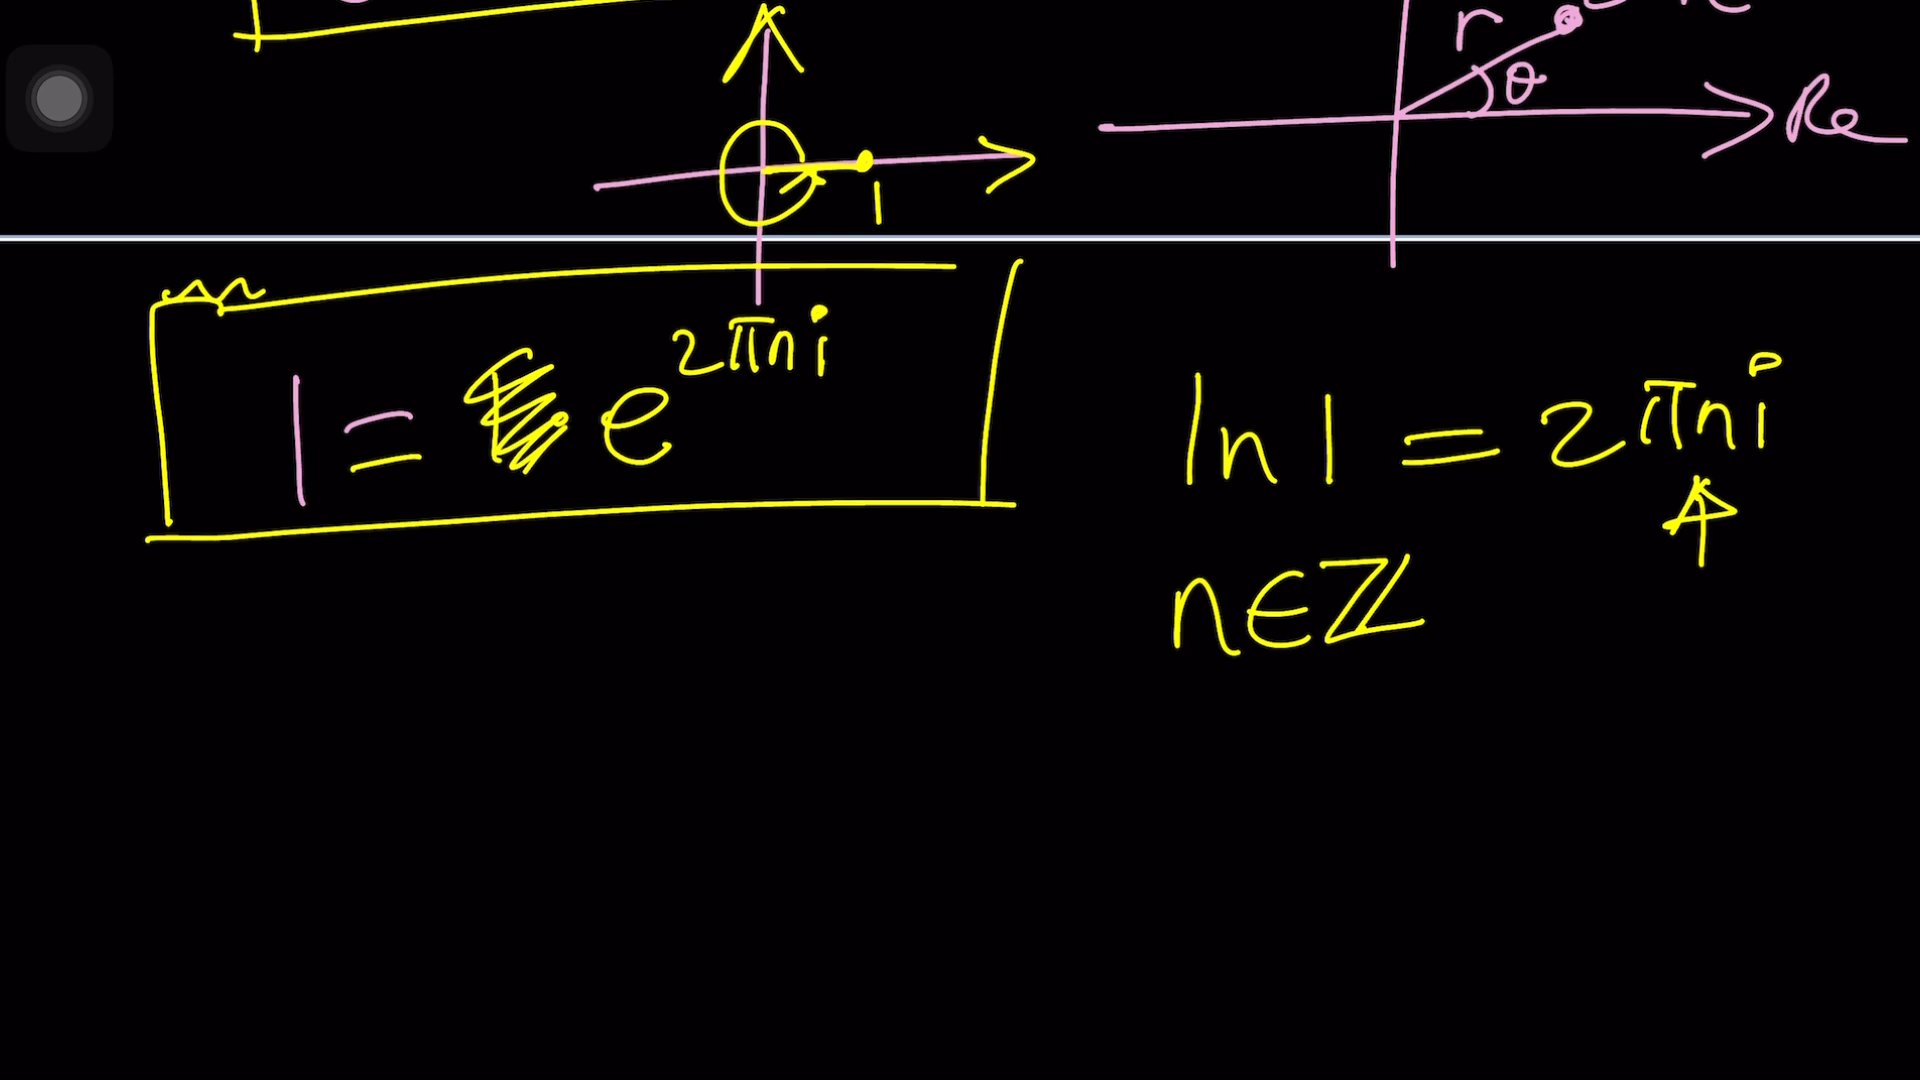 r
θ
Re
1
1 = e^{2πni}
ln 1 = 2πni
n∈ℤ